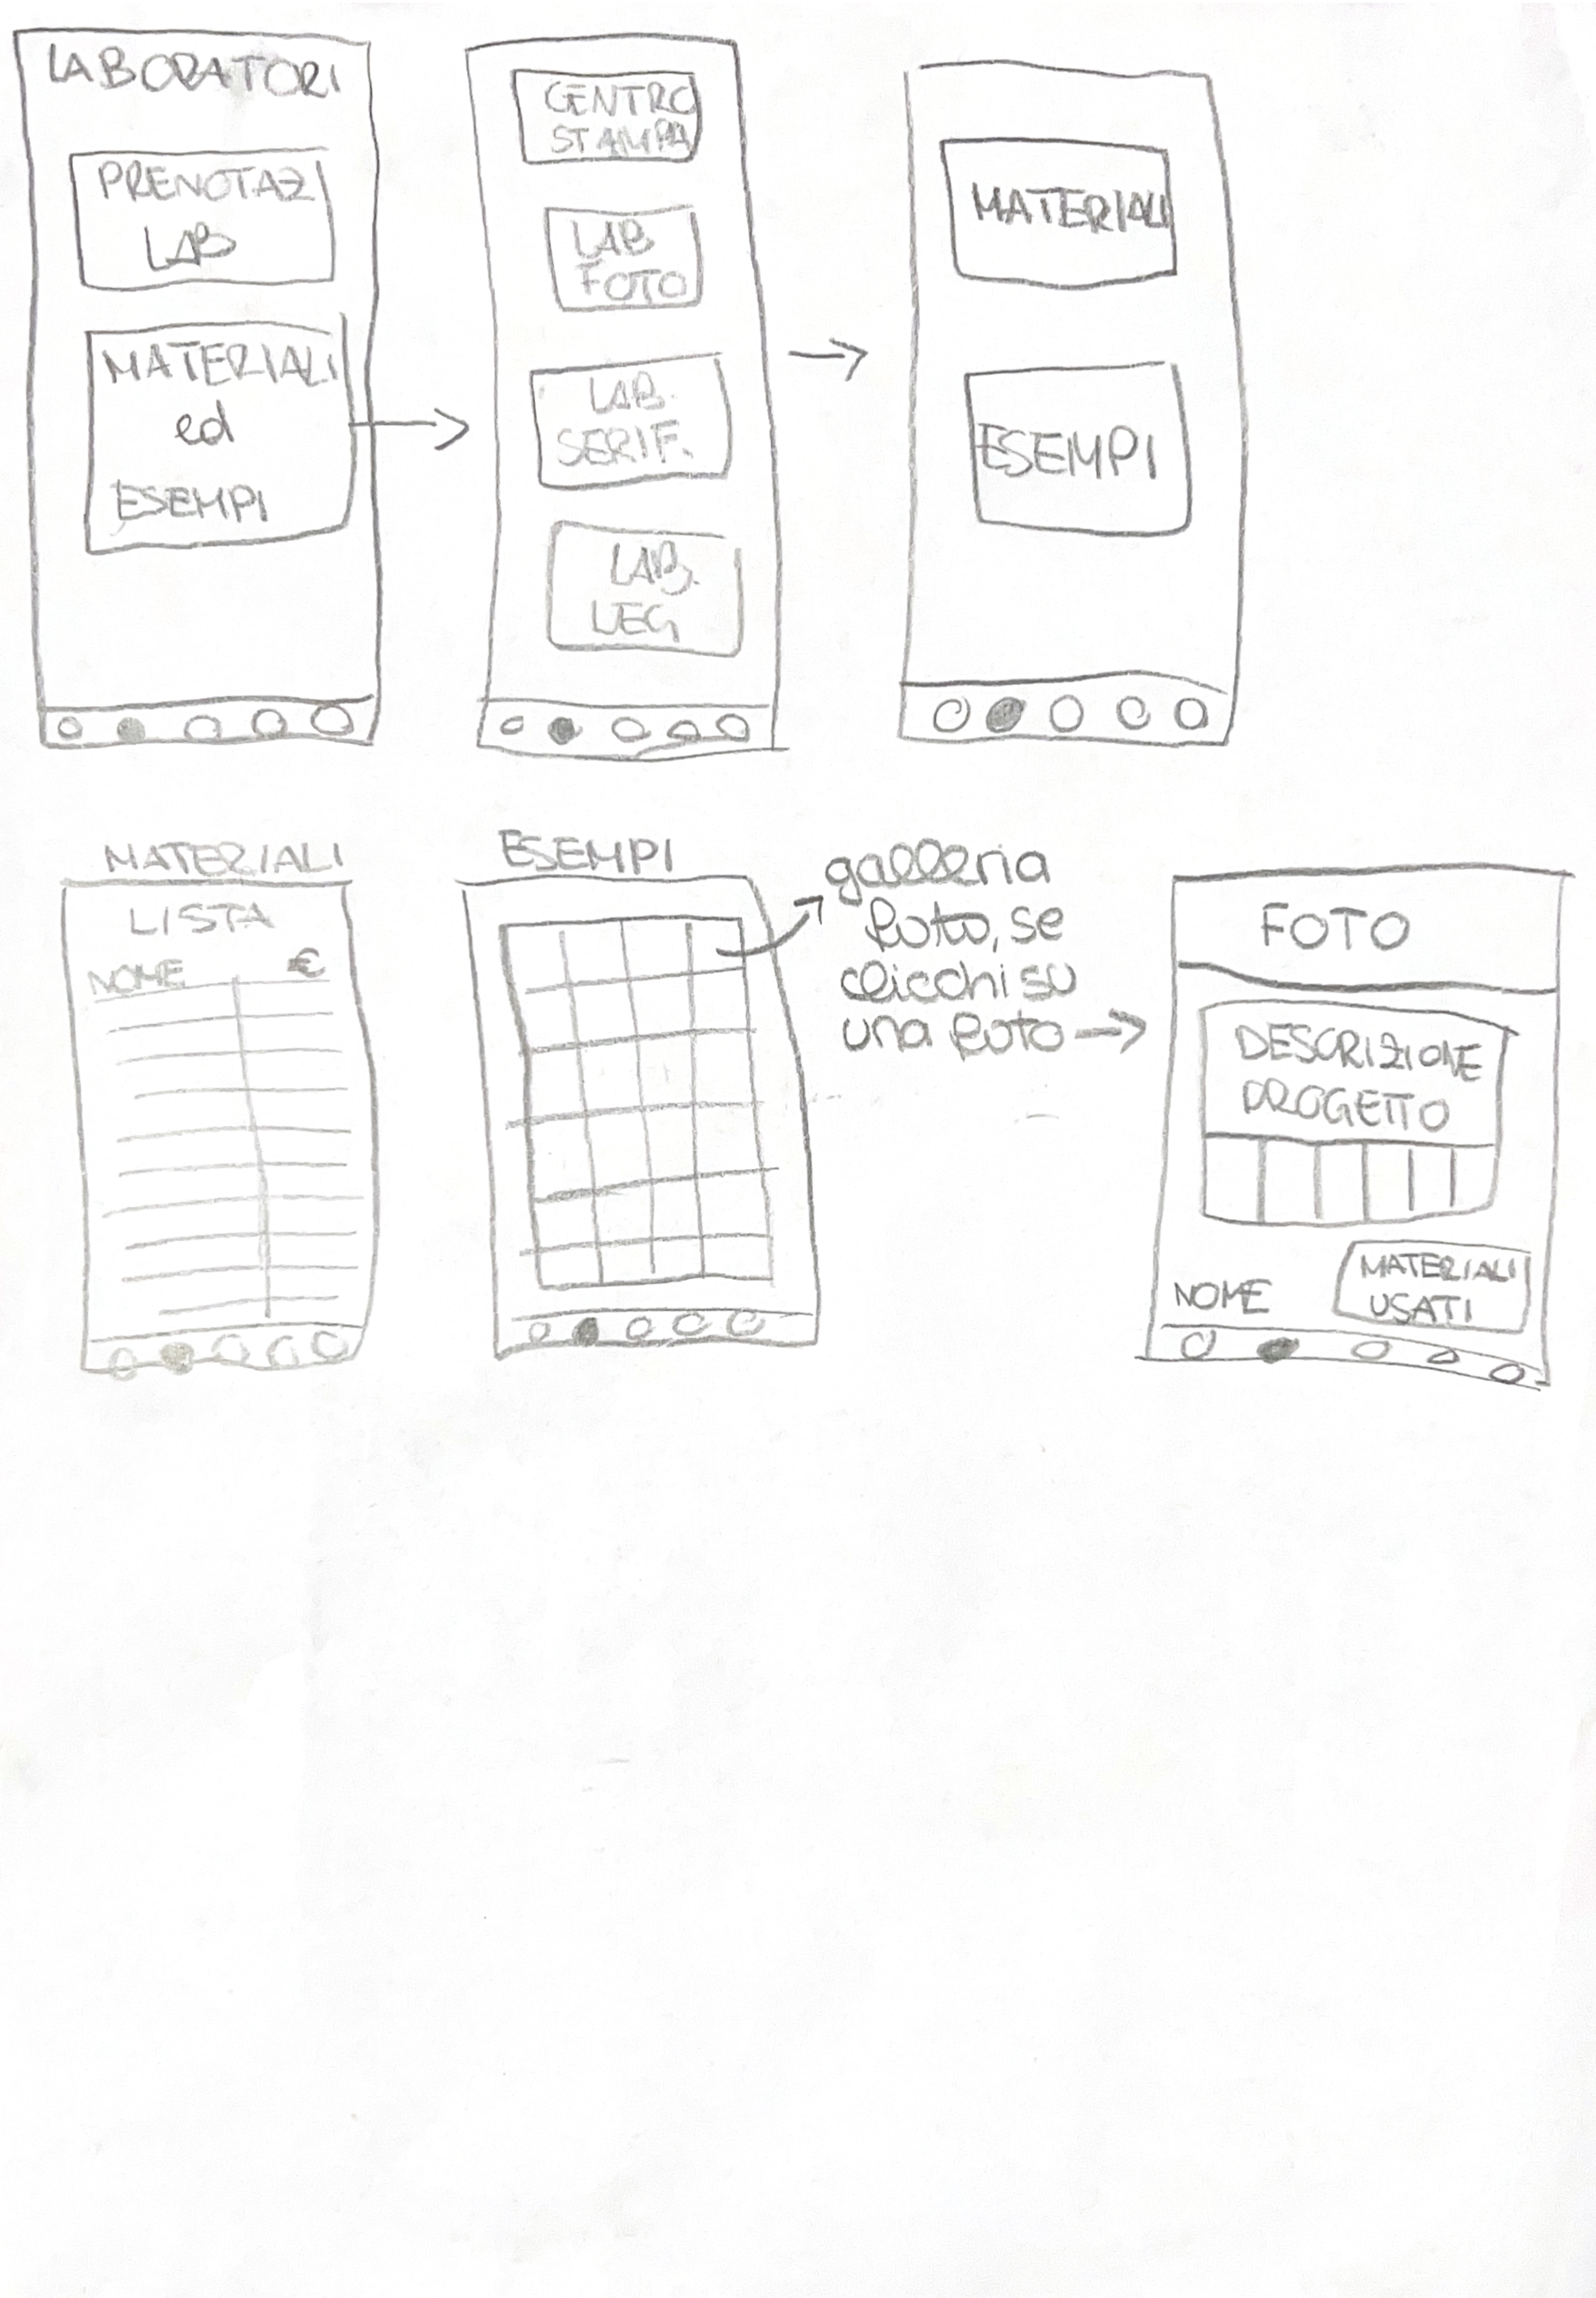 LABORATORI
PRENOTAZ
LAB
MATERIALI
ed
ESEMPI
CENTRO
STAMPA
LAB
FOTO
LAB.
SERIF.
LAB.
LEG
MATERIALI
ESEMPI
MATERIALI
LISTA
NOME €
ESEMPI
galleria
foto, se
clicchi su
una foto
FOTO
DESCRIZIONE
PROGETTO
NOME
MATERIALI
USATI